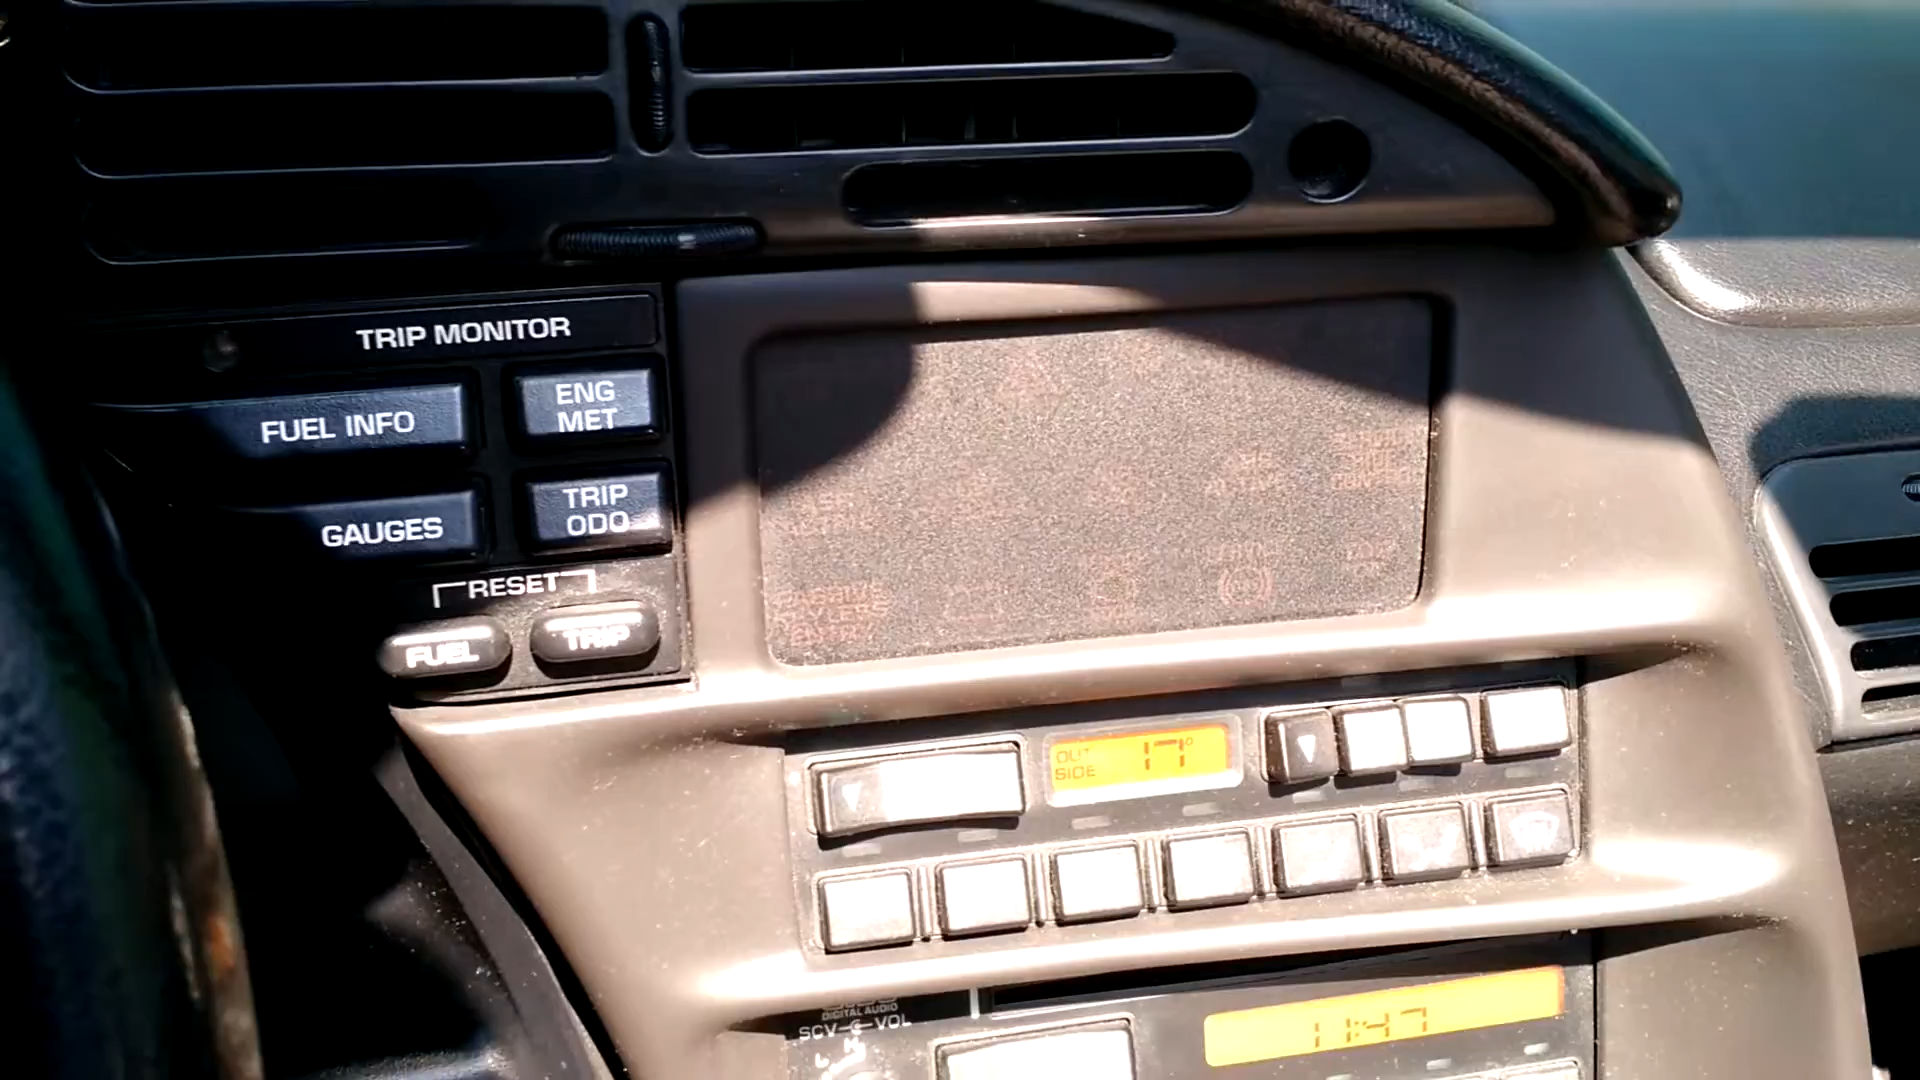 TRIP MONITOR
FUEL INFO
ENG
MET
GAUGES
TRIP
ODO
RESET
FUEL
TRIP
OUT
SIDE
17°
DIGITAL AUDIO
SCV
VOL
L
H
11:47